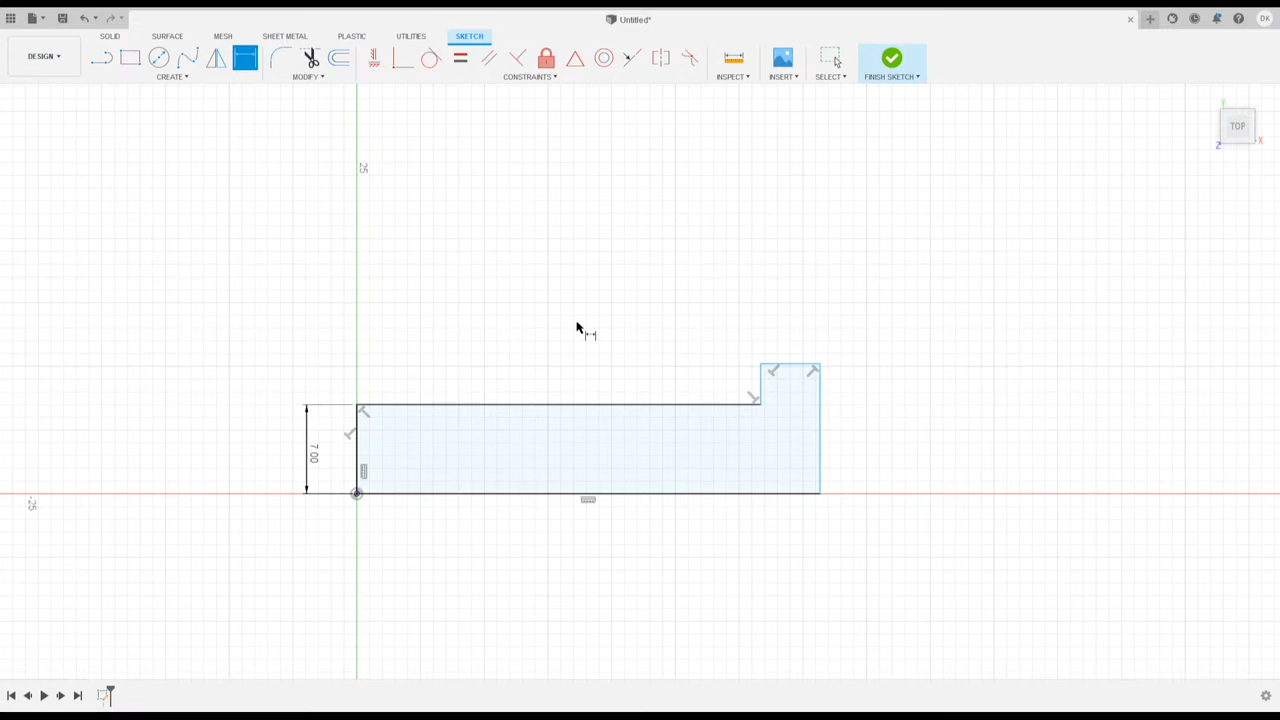 Untitled*
DK
SOLID SURFACE MESH SHEET METAL PLASTIC UTILITIES SKETCH
DESIGN
CREATE MODIFY CONSTRAINTS INSPECT INSERT SELECT FINISH SKETCH
Y
TOP
X
Z
25
7.00
-25